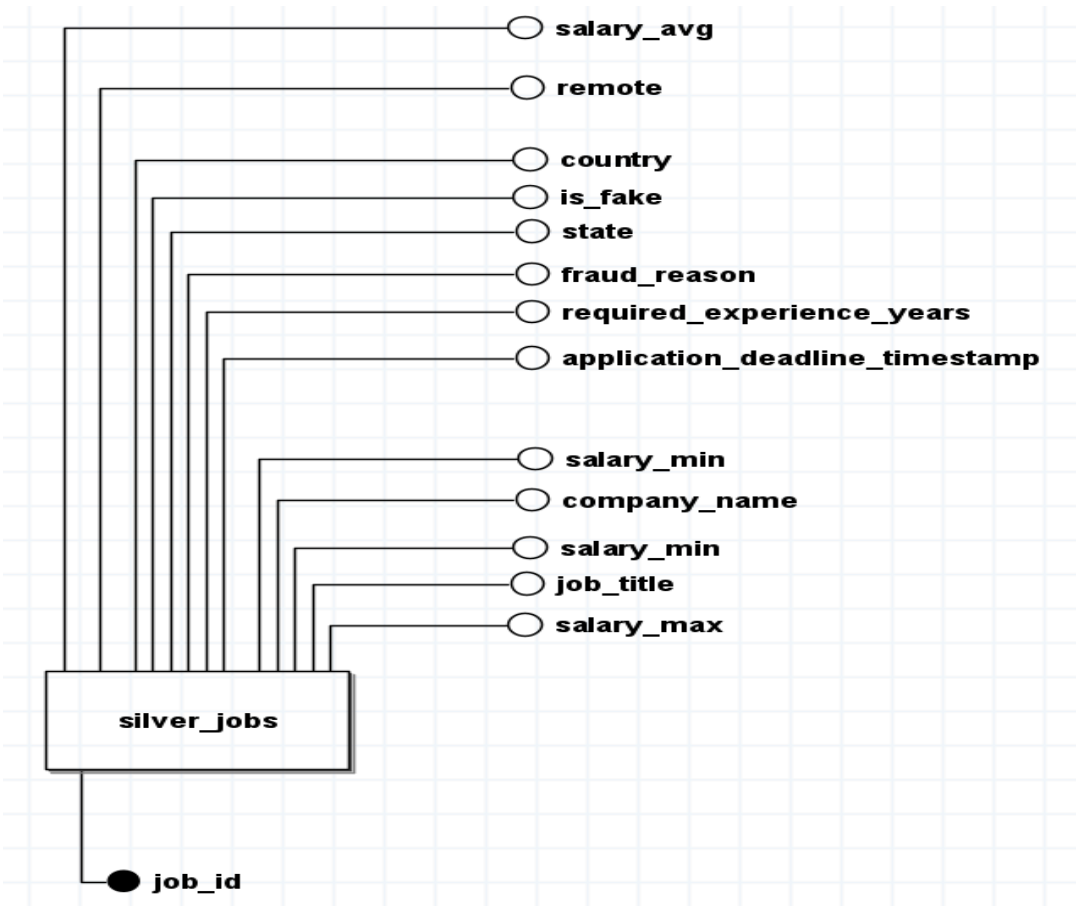 salary_avg
remote
country
is_fake
state
fraud_reason
required_experience_years
application_deadline_timestamp
salary_min
company_name
salary_min
job_title
salary_max
silver_jobs
job_id